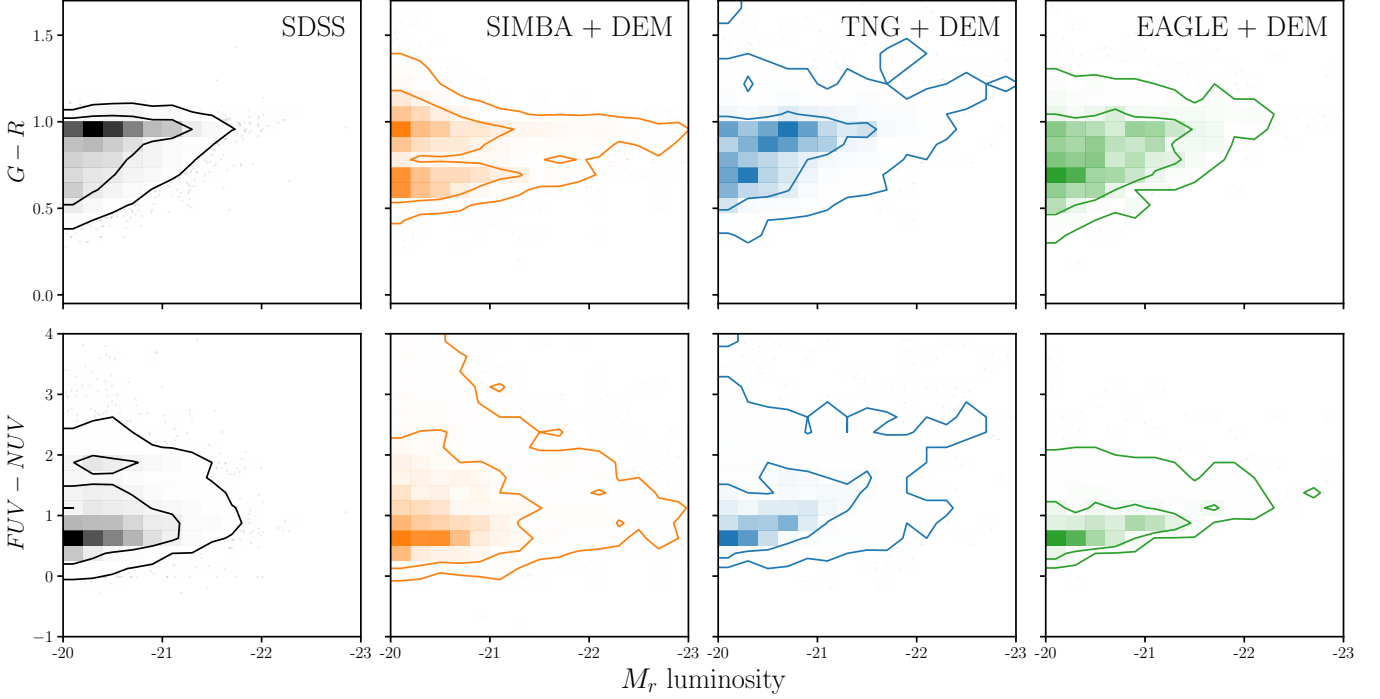 SDSS
SIMBA + DEM
TNG + DEM
EAGLE + DEM
G − R
1.5
1.0
0.5
0.0
FUV − NUV
4
3
2
1
0
−1
-20 -21 -22 -23
-20 -21 -22 -23
-20 -21 -22 -23
-20 -21 -22 -23
M_r luminosity